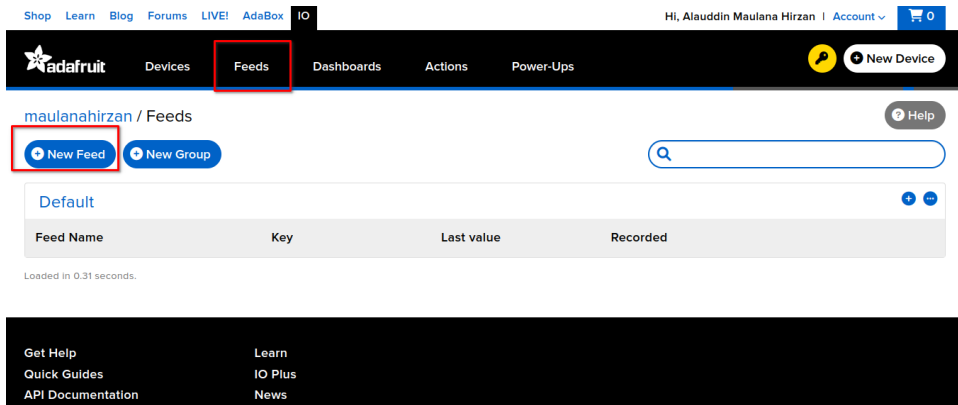 Shop Learn Blog Forums LIVE! AdaBox IO Hi, Alauddin Maulana Hirzan | Account 0
adafruit Devices Feeds Dashboards Actions Power-Ups New Device
maulanahirzan / Feeds Help
New Feed New Group
Default
Feed Name Key Last value Recorded
Loaded in 0.31 seconds.
Get Help Learn
Quick Guides IO Plus
API Documentation News